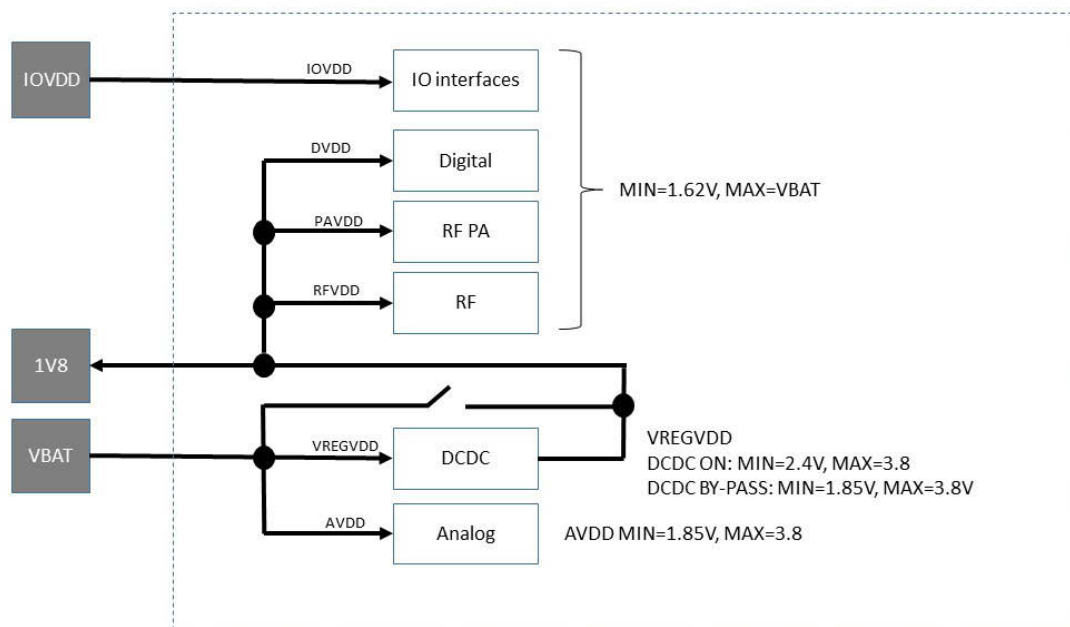 IOVDD
IOVDD
IO interfaces
DVDD
Digital
MIN=1.62V, MAX=VBAT
PAVDD
RF PA
RFVDD
RF
1V8
VBAT
VREGVDD
DCDC
VREGVDD
DCDC ON: MIN=2.4V, MAX=3.8
DCDC BY-PASS: MIN=1.85V, MAX=3.8V
AVDD
Analog
AVDD MIN=1.85V, MAX=3.8